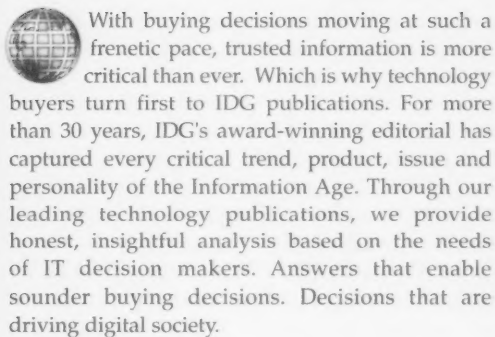 With buying decisions moving at such a
frenetic pace, trusted information is more
critical than ever. Which is why technology
buyers turn first to IDG publications. For more
than 30 years, IDG's award-winning editorial has
captured every critical trend, product, issue and
personality of the Information Age. Through our
leading technology publications, we provide
honest, insightful analysis based on the needs
of IT decision makers. Answers that enable
sounder buying decisions. Decisions that are
driving digital society.